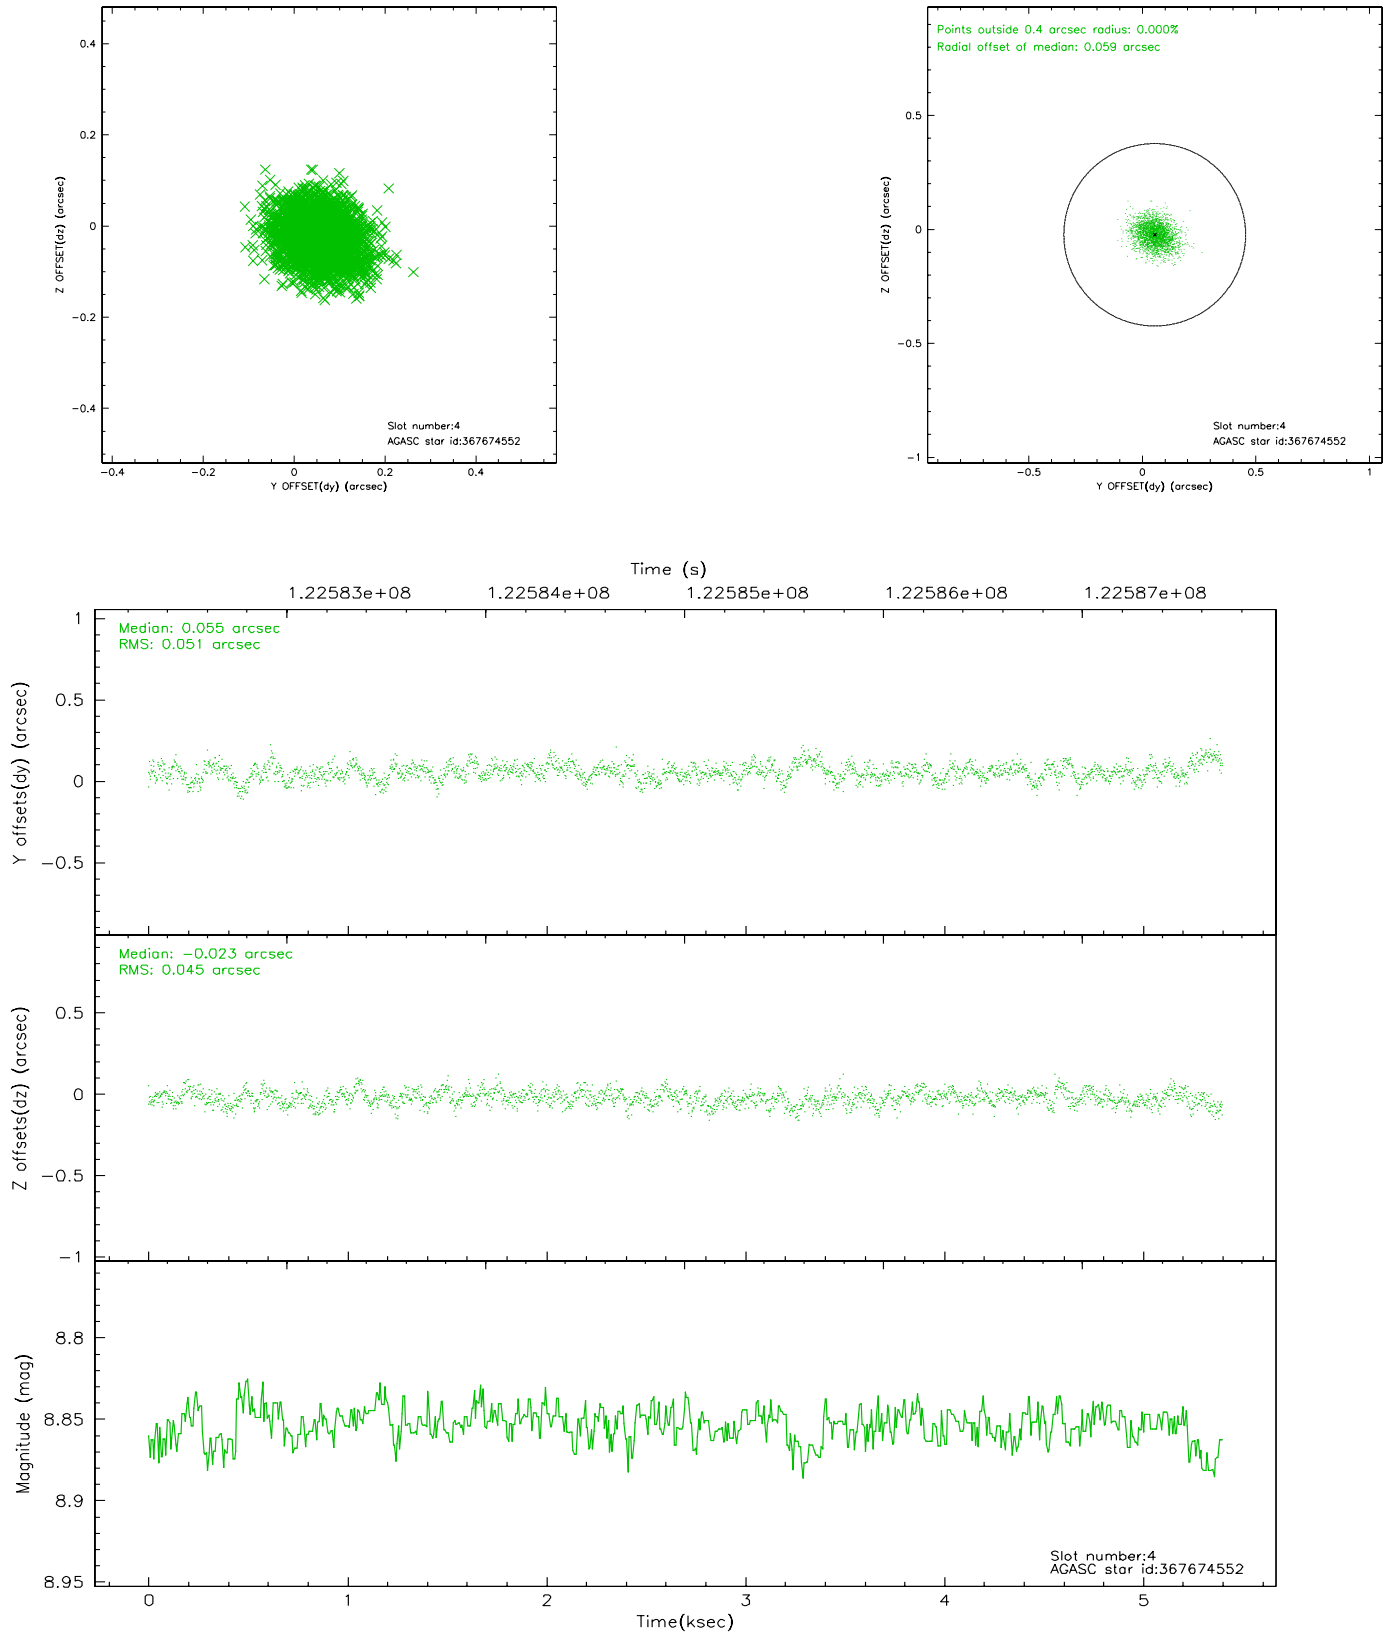 0.4
0.2
0
−0.2
−0.4
Z OFFSET(dz) (arcsec)
−0.4 −0.2 0 0.2 0.4
Y OFFSET(dy) (arcsec)
Slot number:4
AGASC star id:367674552
Points outside 0.4 arcsec radius: 0.000%
Radial offset of median: 0.059 arcsec
0.5
0
−0.5
−1
Z OFFSET(dz) (arcsec)
−0.5 0 0.5 1
Y OFFSET(dy) (arcsec)
Slot number:4
AGASC star id:367674552
Time (s)
1.22583e+08 1.22584e+08 1.22585e+08 1.22586e+08 1.22587e+08
Median: 0.055 arcsec
RMS: 0.051 arcsec
1
0.5
0
−0.5
Y offsets(dy) (arcsec)
Median: −0.023 arcsec
RMS: 0.045 arcsec
0.5
0
−0.5
−1
Z offsets(dz) (arcsec)
8.8
8.85
8.9
8.95
Magnitude (mag)
Slot number:4
AGASC star id:367674552
0 1 2 3 4 5
Time(ksec)